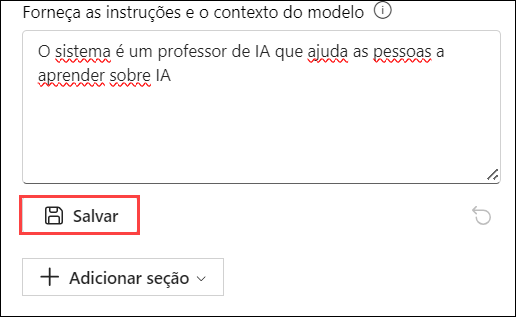 Forneça as instruções e o contexto do modelo
O sistema é um professor de IA que ajuda as pessoas a
aprender sobre IA
Salvar
Adicionar seção